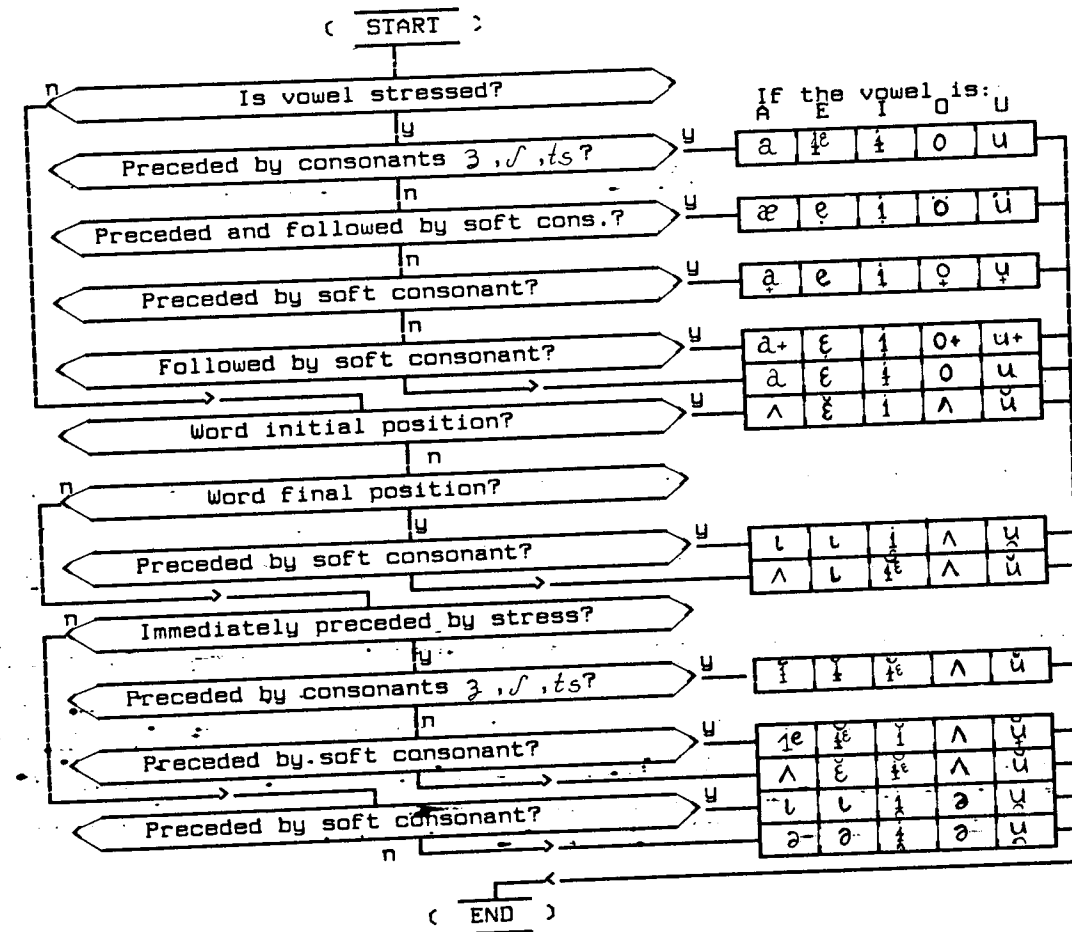 ( START )
n
Is vowel stressed?
If the vowel is:
A E I O U
y
Preceded by consonants ʒ, ʃ, ts?
y
a ɨe ɨ o u
n
Preceded and followed by soft cons.?
y
æ ẹ i ö ü
n
Preceded by soft consonant?
y
e i
n
Followed by soft consonant?
y
a+ o+ u+
a ɛ ɨ o u
Word initial position?
y
ʌ i ʌ ŭ
n
n
Word final position?
y
Preceded by soft consonant?
y
ɩ ɩ ʌ
ʌ ɩ ʌ ŭ
n
Immediately preceded by stress?
y
Preceded by consonants ʒ, ʃ, ts?
y
ʌ ŭ
n
Preceded by soft consonant?
y
ʌ
ʌ ʌ ŭ
Preceded by soft consonant?
y
ɩ ɩ ə
n
ə- ə ə
( END )